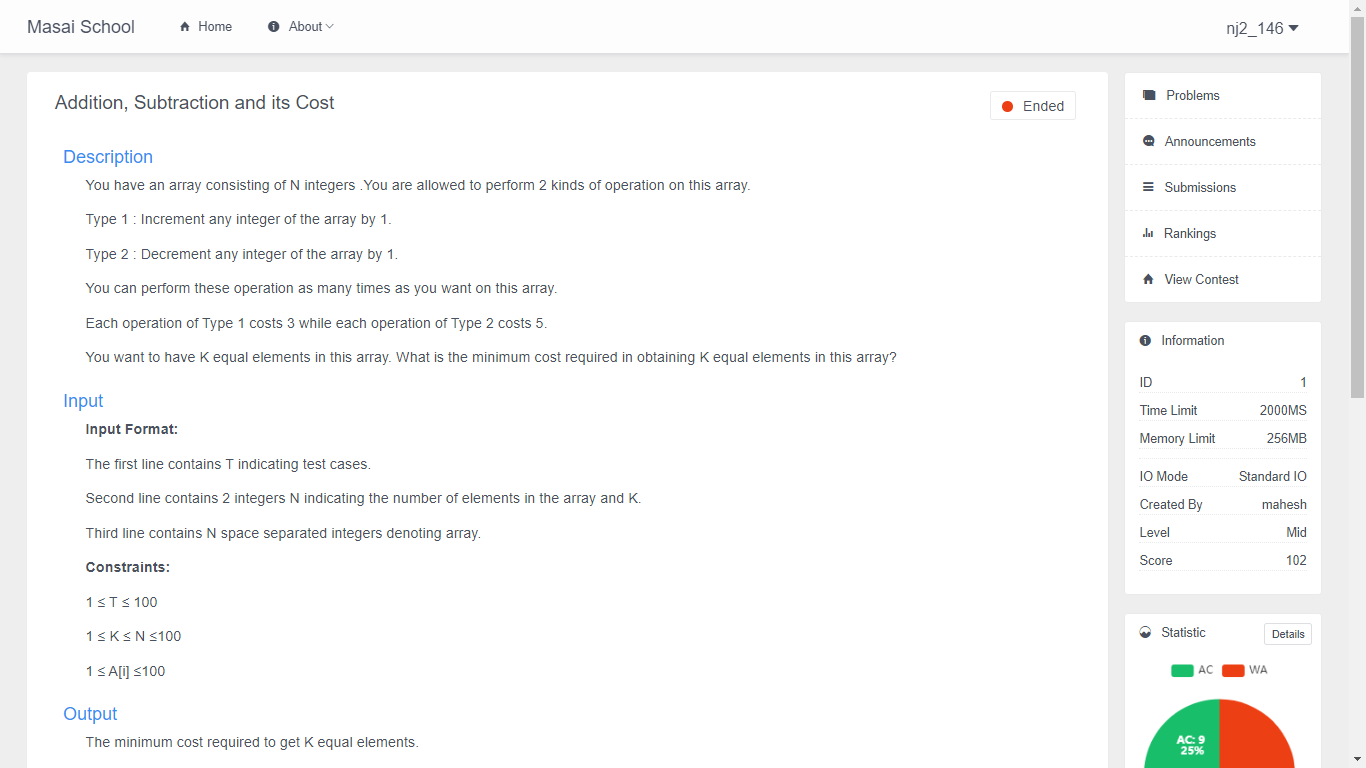 Masai School
Home
About
nj2_146
Addition, Subtraction and its Cost
Ended
Description
You have an array consisting of N integers .You are allowed to perform 2 kinds of operation on this array.
Type 1 : Increment any integer of the array by 1.
Type 2 : Decrement any integer of the array by 1.
You can perform these operation as many times as you want on this array.
Each operation of Type 1 costs 3 while each operation of Type 2 costs 5.
You want to have K equal elements in this array. What is the minimum cost required in obtaining K equal elements in this array?
Input
Input Format:
The first line contains T indicating test cases.
Second line contains 2 integers N indicating the number of elements in the array and K.
Third line contains N space separated integers denoting array.
Constraints:
1 ≤ T ≤ 100
1 ≤ K ≤ N ≤100
1 ≤ A[i] ≤100
Output
The minimum cost required to get K equal elements.
Problems
Announcements
Submissions
Rankings
View Contest
Information
ID 1
Time Limit 2000MS
Memory Limit 256MB
IO Mode Standard IO
Created By mahesh
Level Mid
Score 102
Statistic Details
AC WA
AC: 9
25%